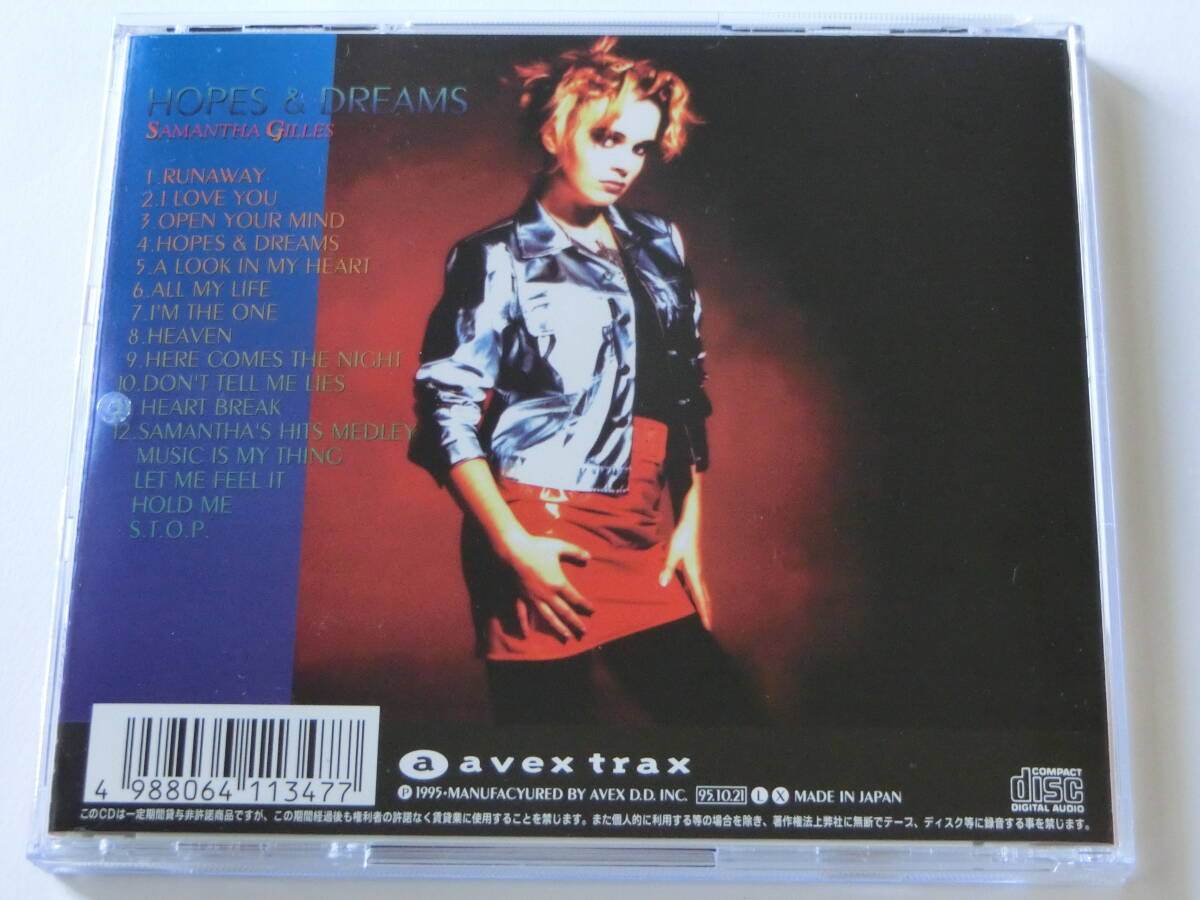 HOPES & DREAMS
SAMANTHA GILLES
1.RUNAWAY
2.I LOVE YOU
3.OPEN YOUR MIND
4.HOPES & DREAMS
5.A LOOK IN MY HEART
6.ALL MY LIFE
7.I'M THE ONE
8.HEAVEN
9.HERE COMES THE NIGHT
10.DON'T TELL ME LIES
HEART BREAK
12.SAMANTHA'S HITS MEDLEY
MUSIC IS MY THING
LET ME FEEL IT
HOLD ME
S.T.O.P.
4 988064 113477
a avex trax
℗ 1995・MANUFACYURED BY AVEX D.D. INC. 95.10.21 L X MADE IN JAPAN
COMPACT
disc
DIGITAL AUDIO
このCDは一定期間貸与非許諾商品ですが、この期間経過後も権利者の許諾なく賃貸業に使用することを禁じます。また個人的に利用する等の場合を除き、著作権法上弊社に無断でテープ、ディスク等に録音する事を禁じます。